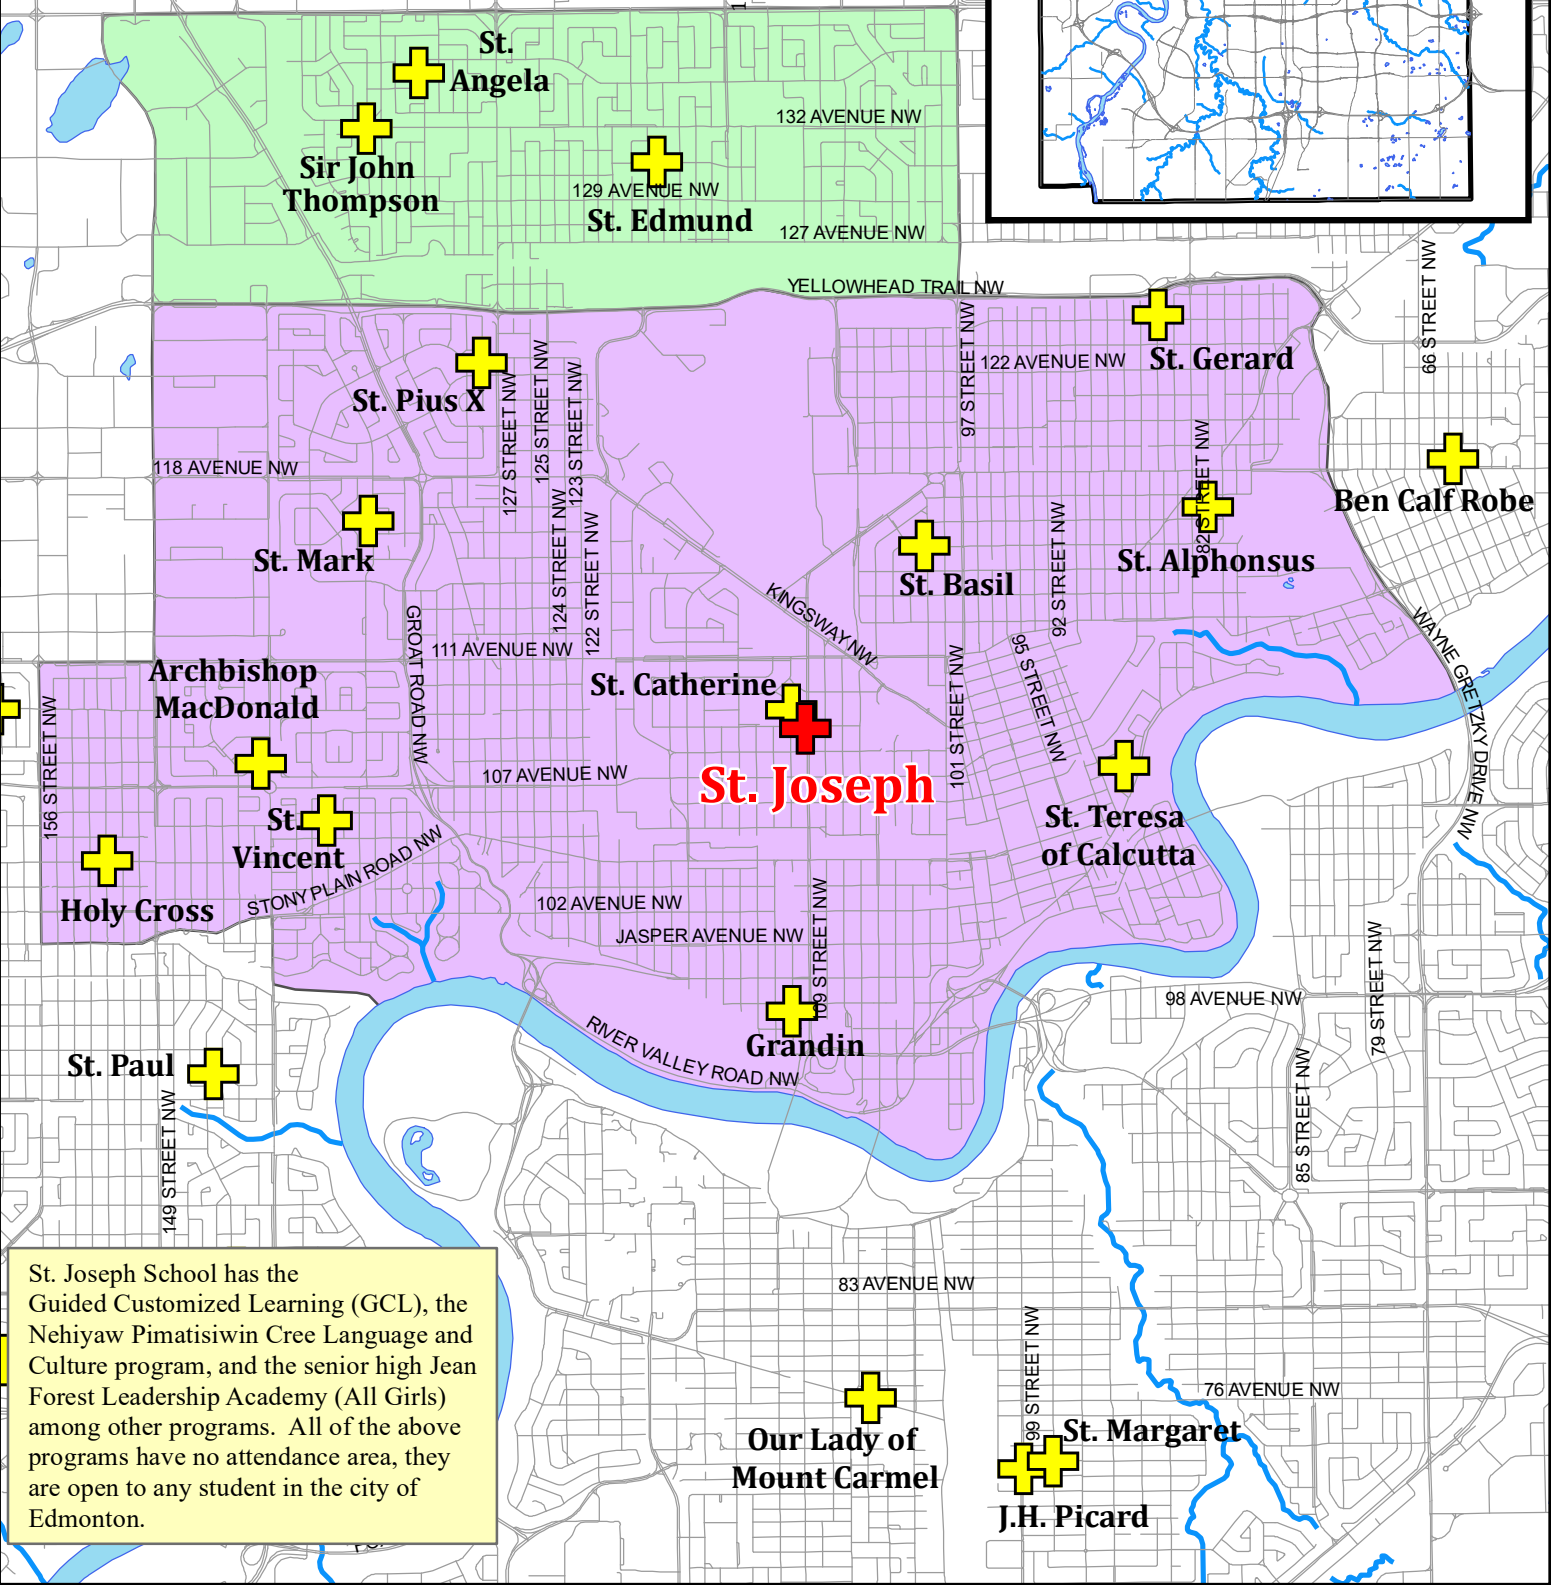 St.
Angela
132 AVENUE NW
Sir John
Thompson
129 AVENUE NW
St. Edmund
127 AVENUE NW
YELLOWHEAD TRAIL NW
66 STREET NW
97 STREET NW
122 AVENUE NW
St. Gerard
St. Pius X
127 STREET NW
125 STREET NW
123 STREET NW
118 AVENUE NW
82 STREET NW
Ben Calf Robe
St. Mark
124 STREET NW
122 STREET NW
St. Basil
92 STREET NW
St. Alphonsus
KINGSWAY NW
GROAT ROAD NW
111 AVENUE NW
95 STREET NW
WAYNE GRETZKY DRIVE NW
Archbishop
MacDonald
St. Catherine
156 STREET NW
101 STREET NW
107 AVENUE NW
St. Joseph
St.
Vincent
St. Teresa
of Calcutta
STONY PLAIN ROAD NW
Holy Cross
102 AVENUE NW
JASPER AVENUE NW
109 STREET NW
79 STREET NW
98 AVENUE NW
Grandin
RIVER VALLEY ROAD NW
St. Paul
149 STREET NW
85 STREET NW
St. Joseph School has the
Guided Customized Learning (GCL), the
Nehiyaw Pimatisiwin Cree Language and
Culture program, and the senior high Jean
Forest Leadership Academy (All Girls)
among other programs.  All of the above
programs have no attendance area, they
are open to any student in the city of
Edmonton.
83 AVENUE NW
99 STREET NW
76 AVENUE NW
Our Lady of
Mount Carmel
St. Margaret
J.H. Picard